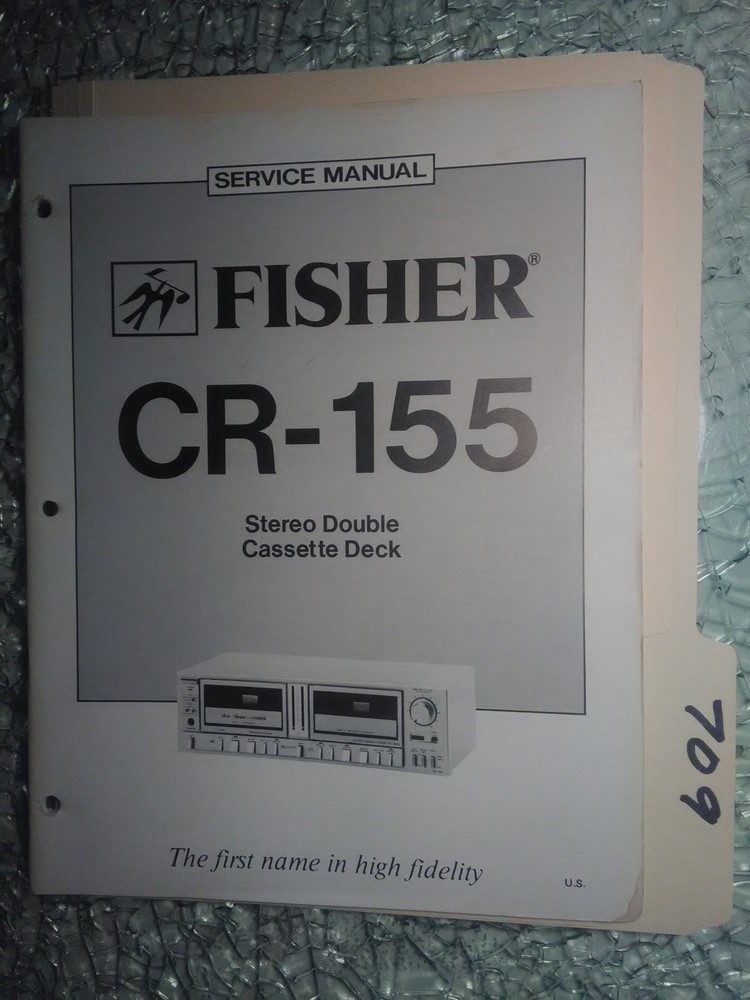 SERVICE MANUAL
FISHER®
CR-155
Stereo Double
Cassette Deck
The first name in high fidelity
U.S.
709